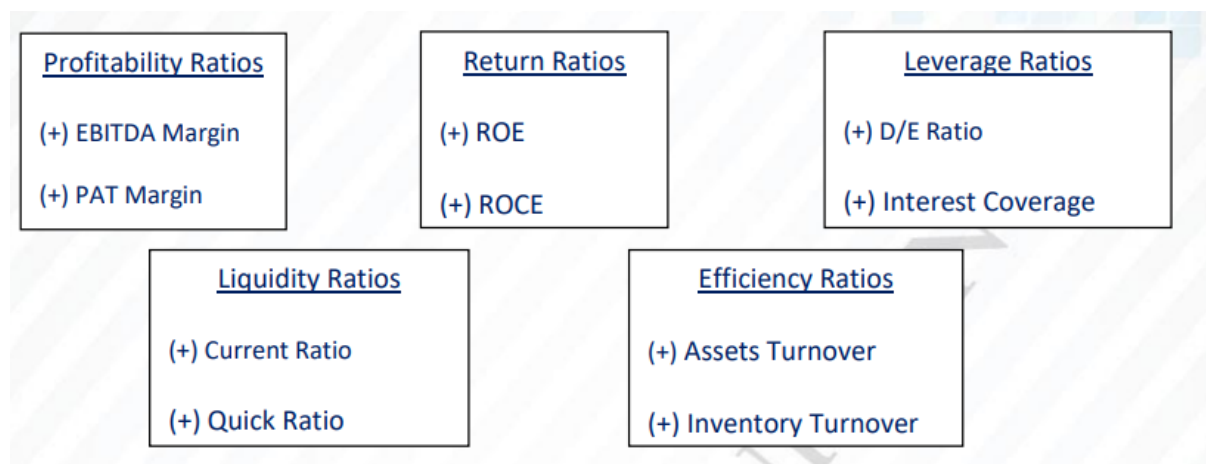 Profitability Ratios
(+) EBITDA Margin
(+) PAT Margin
Return Ratios
(+) ROE
(+) ROCE
Leverage Ratios
(+) D/E Ratio
(+) Interest Coverage
Liquidity Ratios
(+) Current Ratio
(+) Quick Ratio
Efficiency Ratios
(+) Assets Turnover
(+) Inventory Turnover